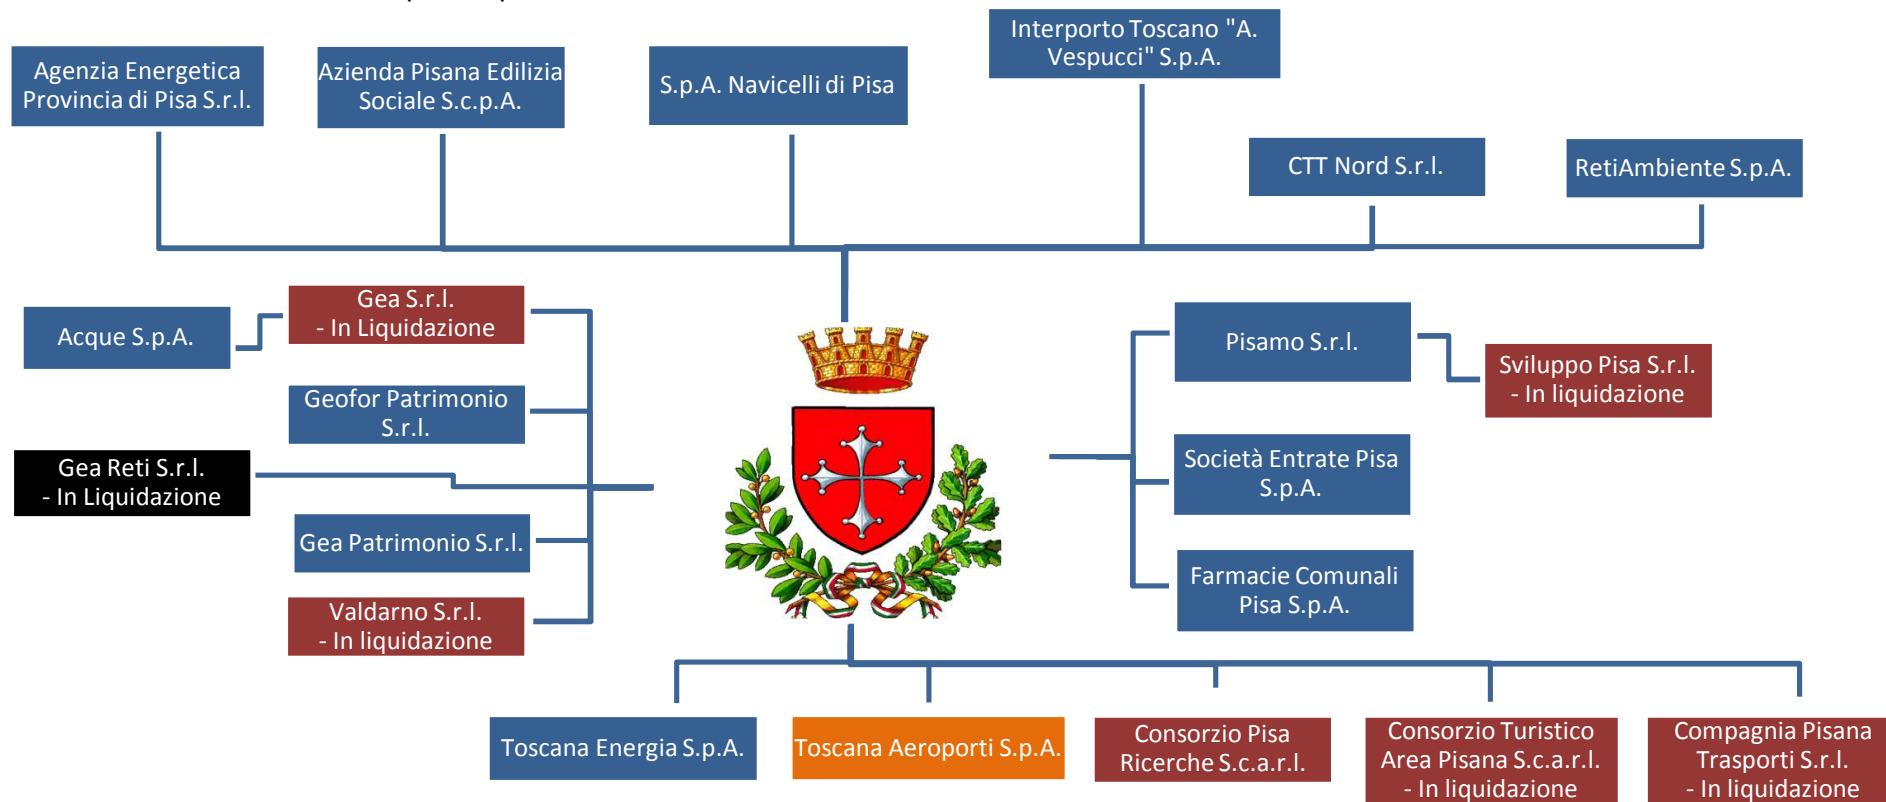 Interporto Toscano "A.
Vespucci" S.p.A.
Agenzia Energetica
Provincia di Pisa S.r.l.
Azienda Pisana Edilizia
Sociale S.c.p.A.
S.p.A. Navicelli di Pisa
CTT Nord S.r.l.
RetiAmbiente S.p.A.
Gea S.r.l.
- In Liquidazione
Acque S.p.A.
Pisamo S.r.l.
Sviluppo Pisa S.r.l.
- In liquidazione
Geofor Patrimonio
S.r.l.
Gea Reti S.r.l.
- In Liquidazione
Società Entrate Pisa
S.p.A.
Gea Patrimonio S.r.l.
Farmacie Comunali
Pisa S.p.A.
Valdarno S.r.l.
- In liquidazione
Toscana Energia S.p.A.
Toscana Aeroporti S.p.A.
Consorzio Pisa
Ricerche S.c.a.r.l.
Consorzio Turistico
Area Pisana S.c.a.r.l.
- In liquidazione
Compagnia Pisana
Trasporti S.r.l.
- In liquidazione